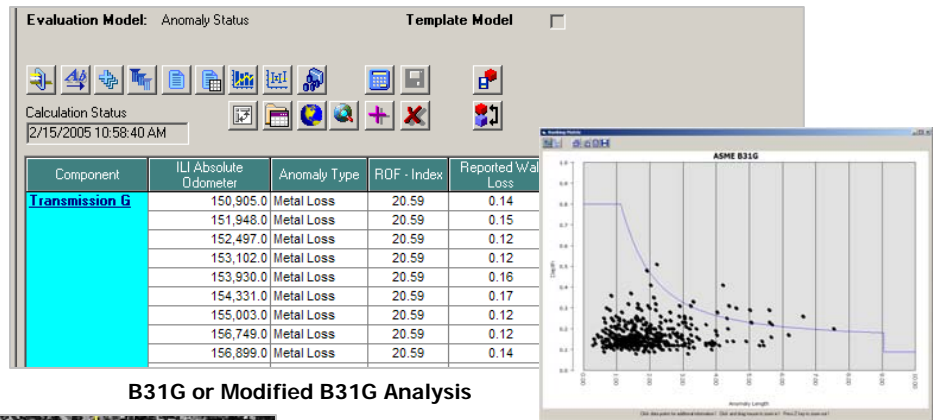 Evaluation Model: Anomaly Status Template Model
Calculation Status
2/15/2005 10:58:40 AM
Component ILI Absolute Odometer Anomaly Type ROF - Index Reported Wal Loss
Transmission G 150,905.0 Metal Loss 20.59 0.14
151,948.0 Metal Loss 20.59 0.15
152,497.0 Metal Loss 20.59 0.12
153,102.0 Metal Loss 20.59 0.12
153,930.0 Metal Loss 20.59 0.16
154,331.0 Metal Loss 20.59 0.17
155,003.0 Metal Loss 20.59 0.12
156,749.0 Metal Loss 20.59 0.12
156,899.0 Metal Loss 20.59 0.14
ASME B31G
Depth
Anomaly Length
B31G or Modified B31G Analysis